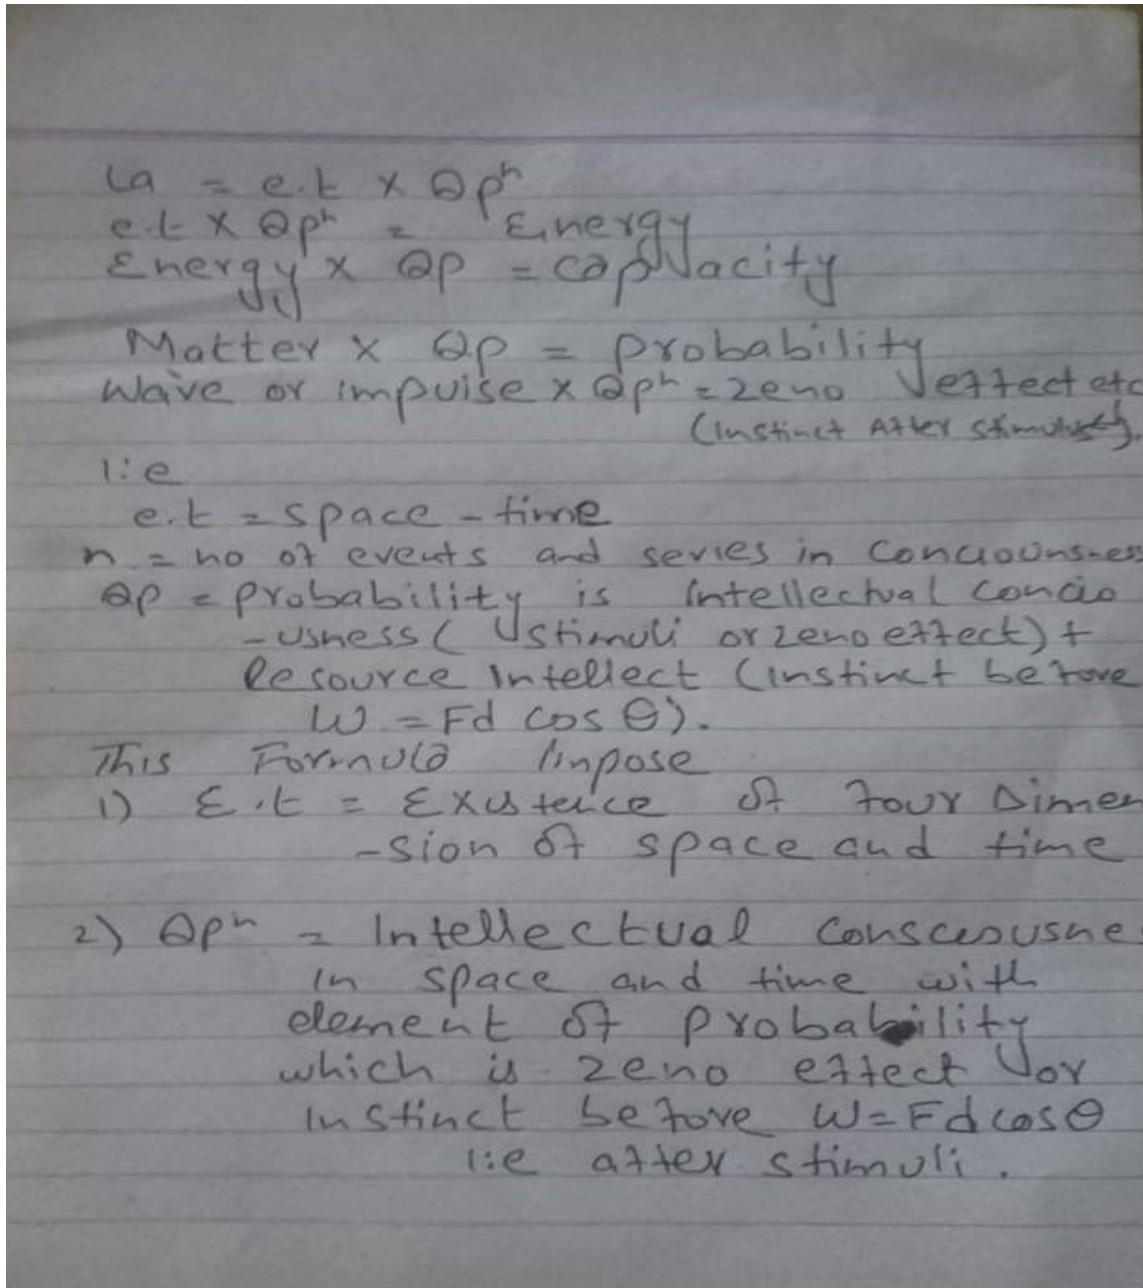 La = e.t x Qpⁿ
e.t x Qpⁿ = Energy
Energy x Qp = capacity
Matter x Qp = Probability
Wave or impulse x Qpⁿ = zeno effect etc
(Instinct After stimulus).
i:e
e.t = space - time
n = no of events and series in Conciounsnes
Qp = Probability is intellectual concio
-usness (stimuli or zeno effect) +
Resource Intellect (instinct before
W = Fd cos θ).
This Formula impose
1) E.t = Existence of four Dimen
-sion of space and time
2) Qpⁿ = Intellectual consciousne
in space and time with
element of Probability
which is zeno effect or
instinct before W=Fd cos θ
i:e after stimuli.